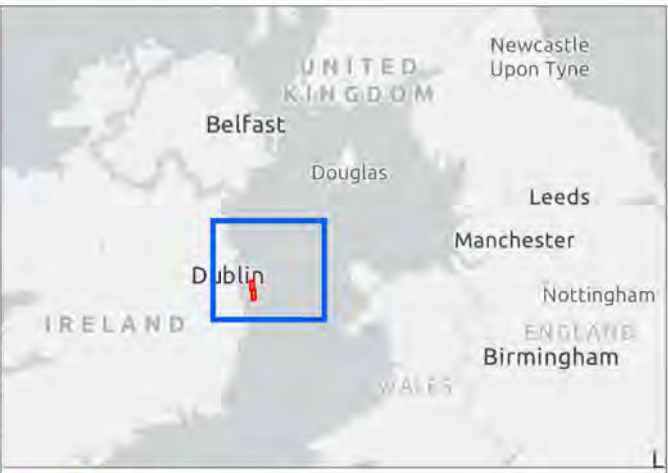 Newcastle
Upon Tyne
UNITED
KINGDOM
Belfast
Douglas
Leeds
Manchester
Dublin
Nottingham
IRELAND
ENGLAND
Birmingham
WALES